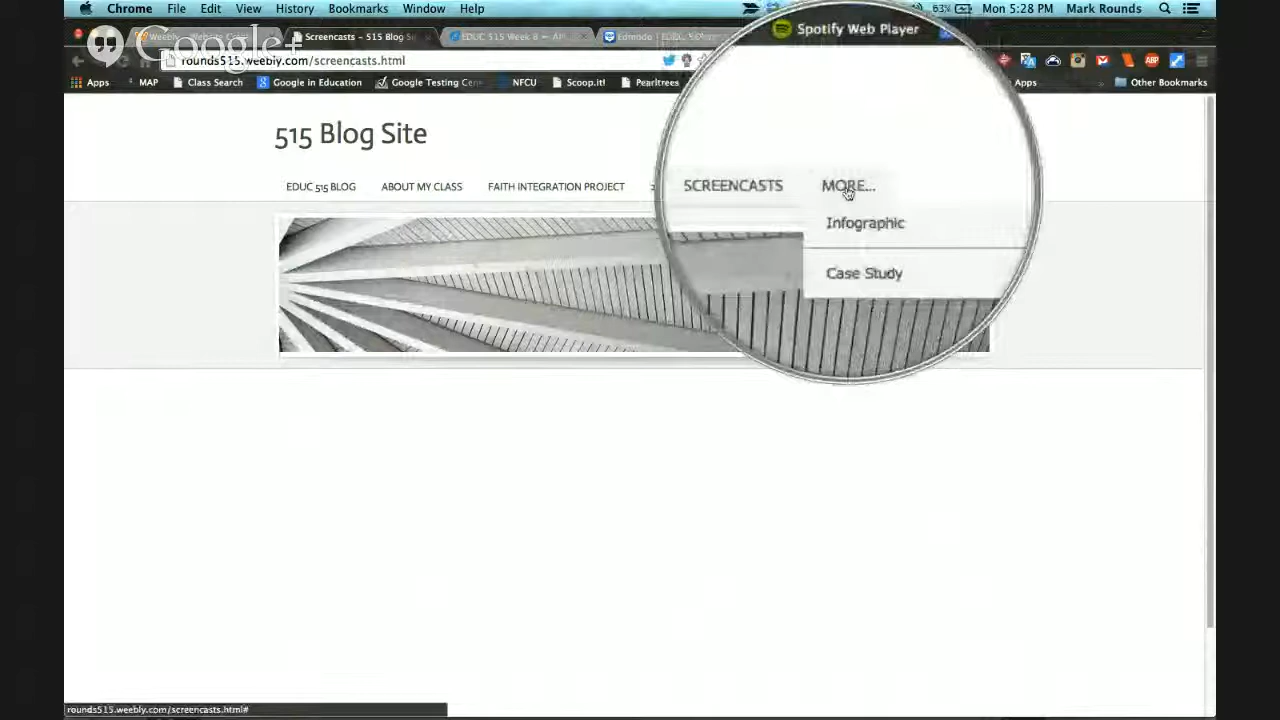 Chrome File Edit View History Bookmarks Window Help 63% Mon 5:28 PM Mark Rounds
Spotify Web Player
Google+
Screencasts - 515 Blog Si
EDUC 515 Week 8
rounds515.weebly.com/screencasts.html
Apps MAP Class Search Google in Education Google Testing Cen NFCU Scoop.it! Pearltrees Apps Other Bookmarks
515 Blog Site
EDUC 515 BLOG ABOUT MY CLASS FAITH INTEGRATION PROJECT SCREENCASTS MORE...
Infographic
Case Study
rounds515.weebly.com/screencasts.html#